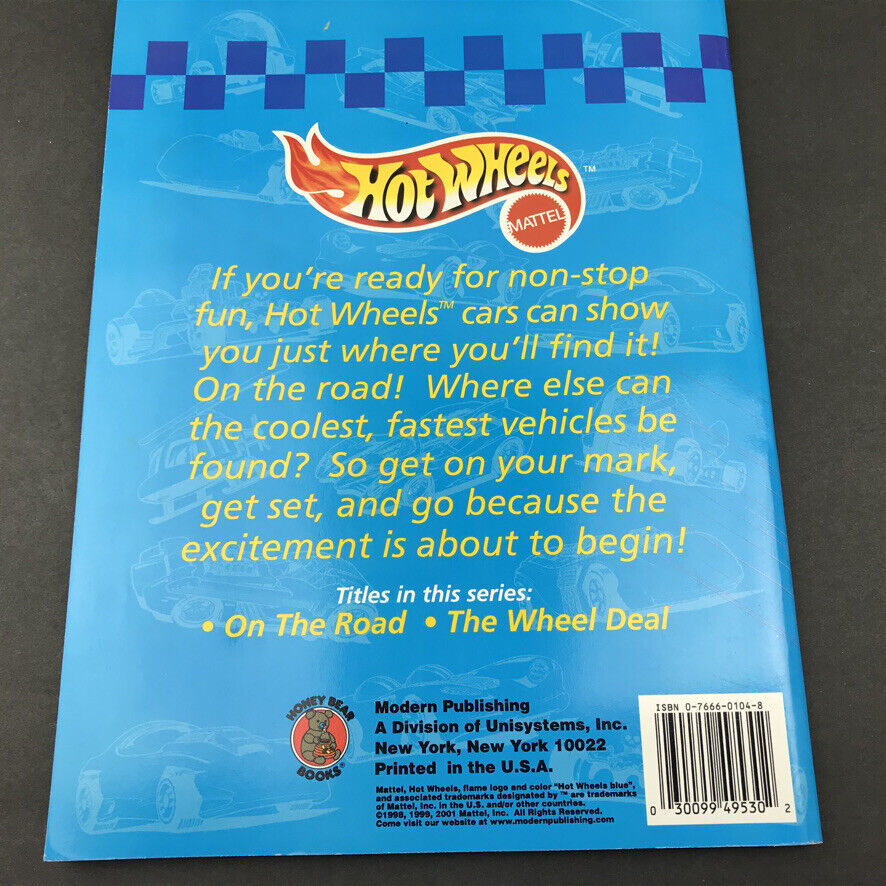 HOT WHEELS™
MATTEL
If you're ready for non-stop
fun, Hot Wheels™ cars can show
you just where you'll find it!
On the road! Where else can
the coolest, fastest vehicles be
found? So get on your mark,
get set, and go because the
excitement is about to begin!
Titles in this series:
• On The Road • The Wheel Deal
HONEY BEAR
BOOKS®
Modern Publishing
A Division of Unisystems, Inc.
New York, New York 10022
Printed in the U.S.A.
Mattel, Hot Wheels, flame logo and color "Hot Wheels blue",
and associated trademarks designated by ™ are trademarks
of Mattel, Inc. in the U.S. and/or other countries.
©1998, 1999, 2001 Mattel, Inc. All Rights Reserved.
Come visit our website at www.modernpublishing.com
ISBN 0-7666-0104-8
0 30099 49530 2